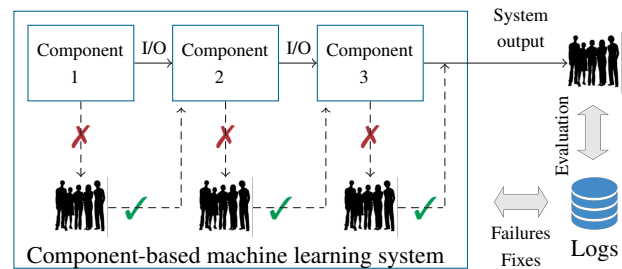 System
output
Component
1
I/O
Component
2
I/O
Component
3
Evaluation
Failures
Fixes
Logs
Component-based machine learning system